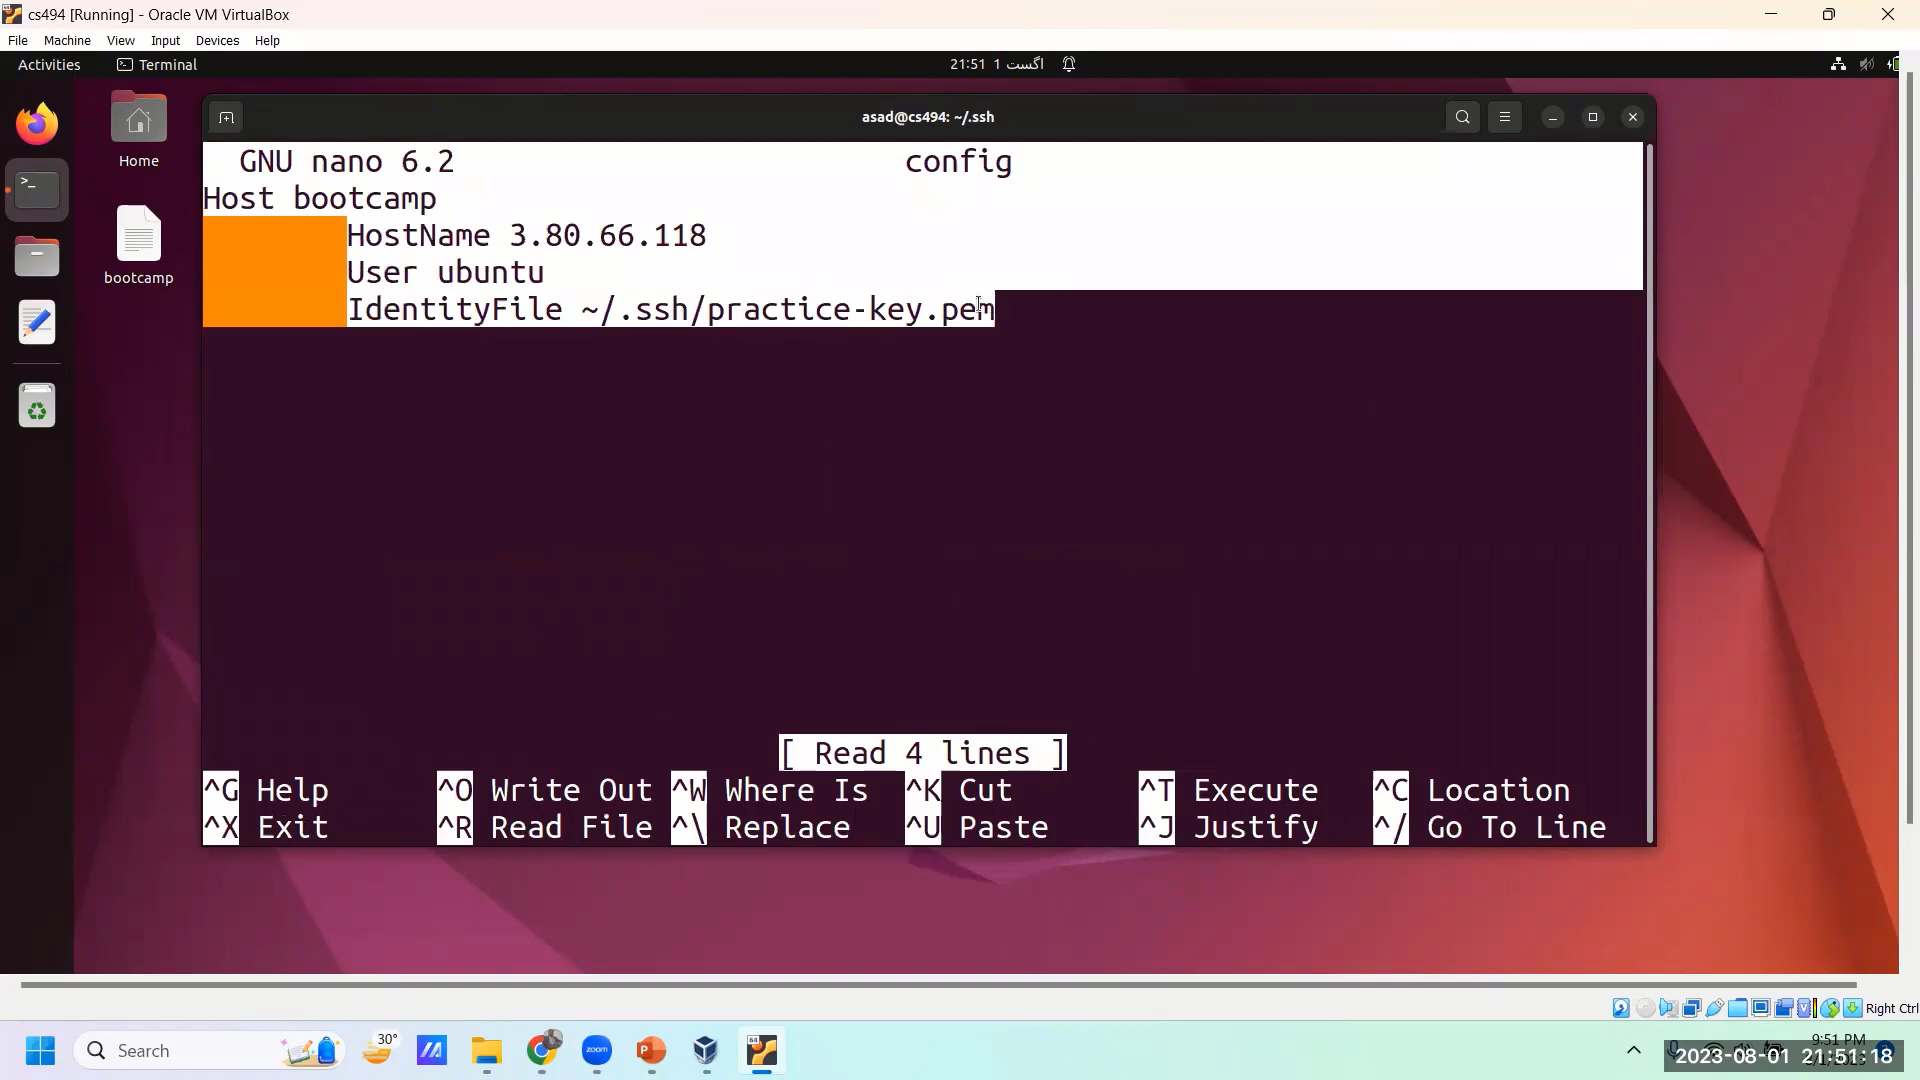 cs494 [Running] - Oracle VM VirtualBox
File Machine View Input Devices Help
Activities Terminal 21:51 1 اگست
asad@cs494: ~/.ssh
Home
bootcamp
GNU nano 6.2 config
Host bootcamp
HostName 3.80.66.118
User ubuntu
IdentityFile ~/.ssh/practice-key.pem
[ Read 4 lines ]
^G Help ^O Write Out ^W Where Is ^K Cut ^T Execute ^C Location
^X Exit ^R Read File ^\ Replace ^U Paste ^J Justify ^/ Go To Line
Right Ctrl
Search 30° zoom 64 9:51 PM
2023-08-01 21:51:18